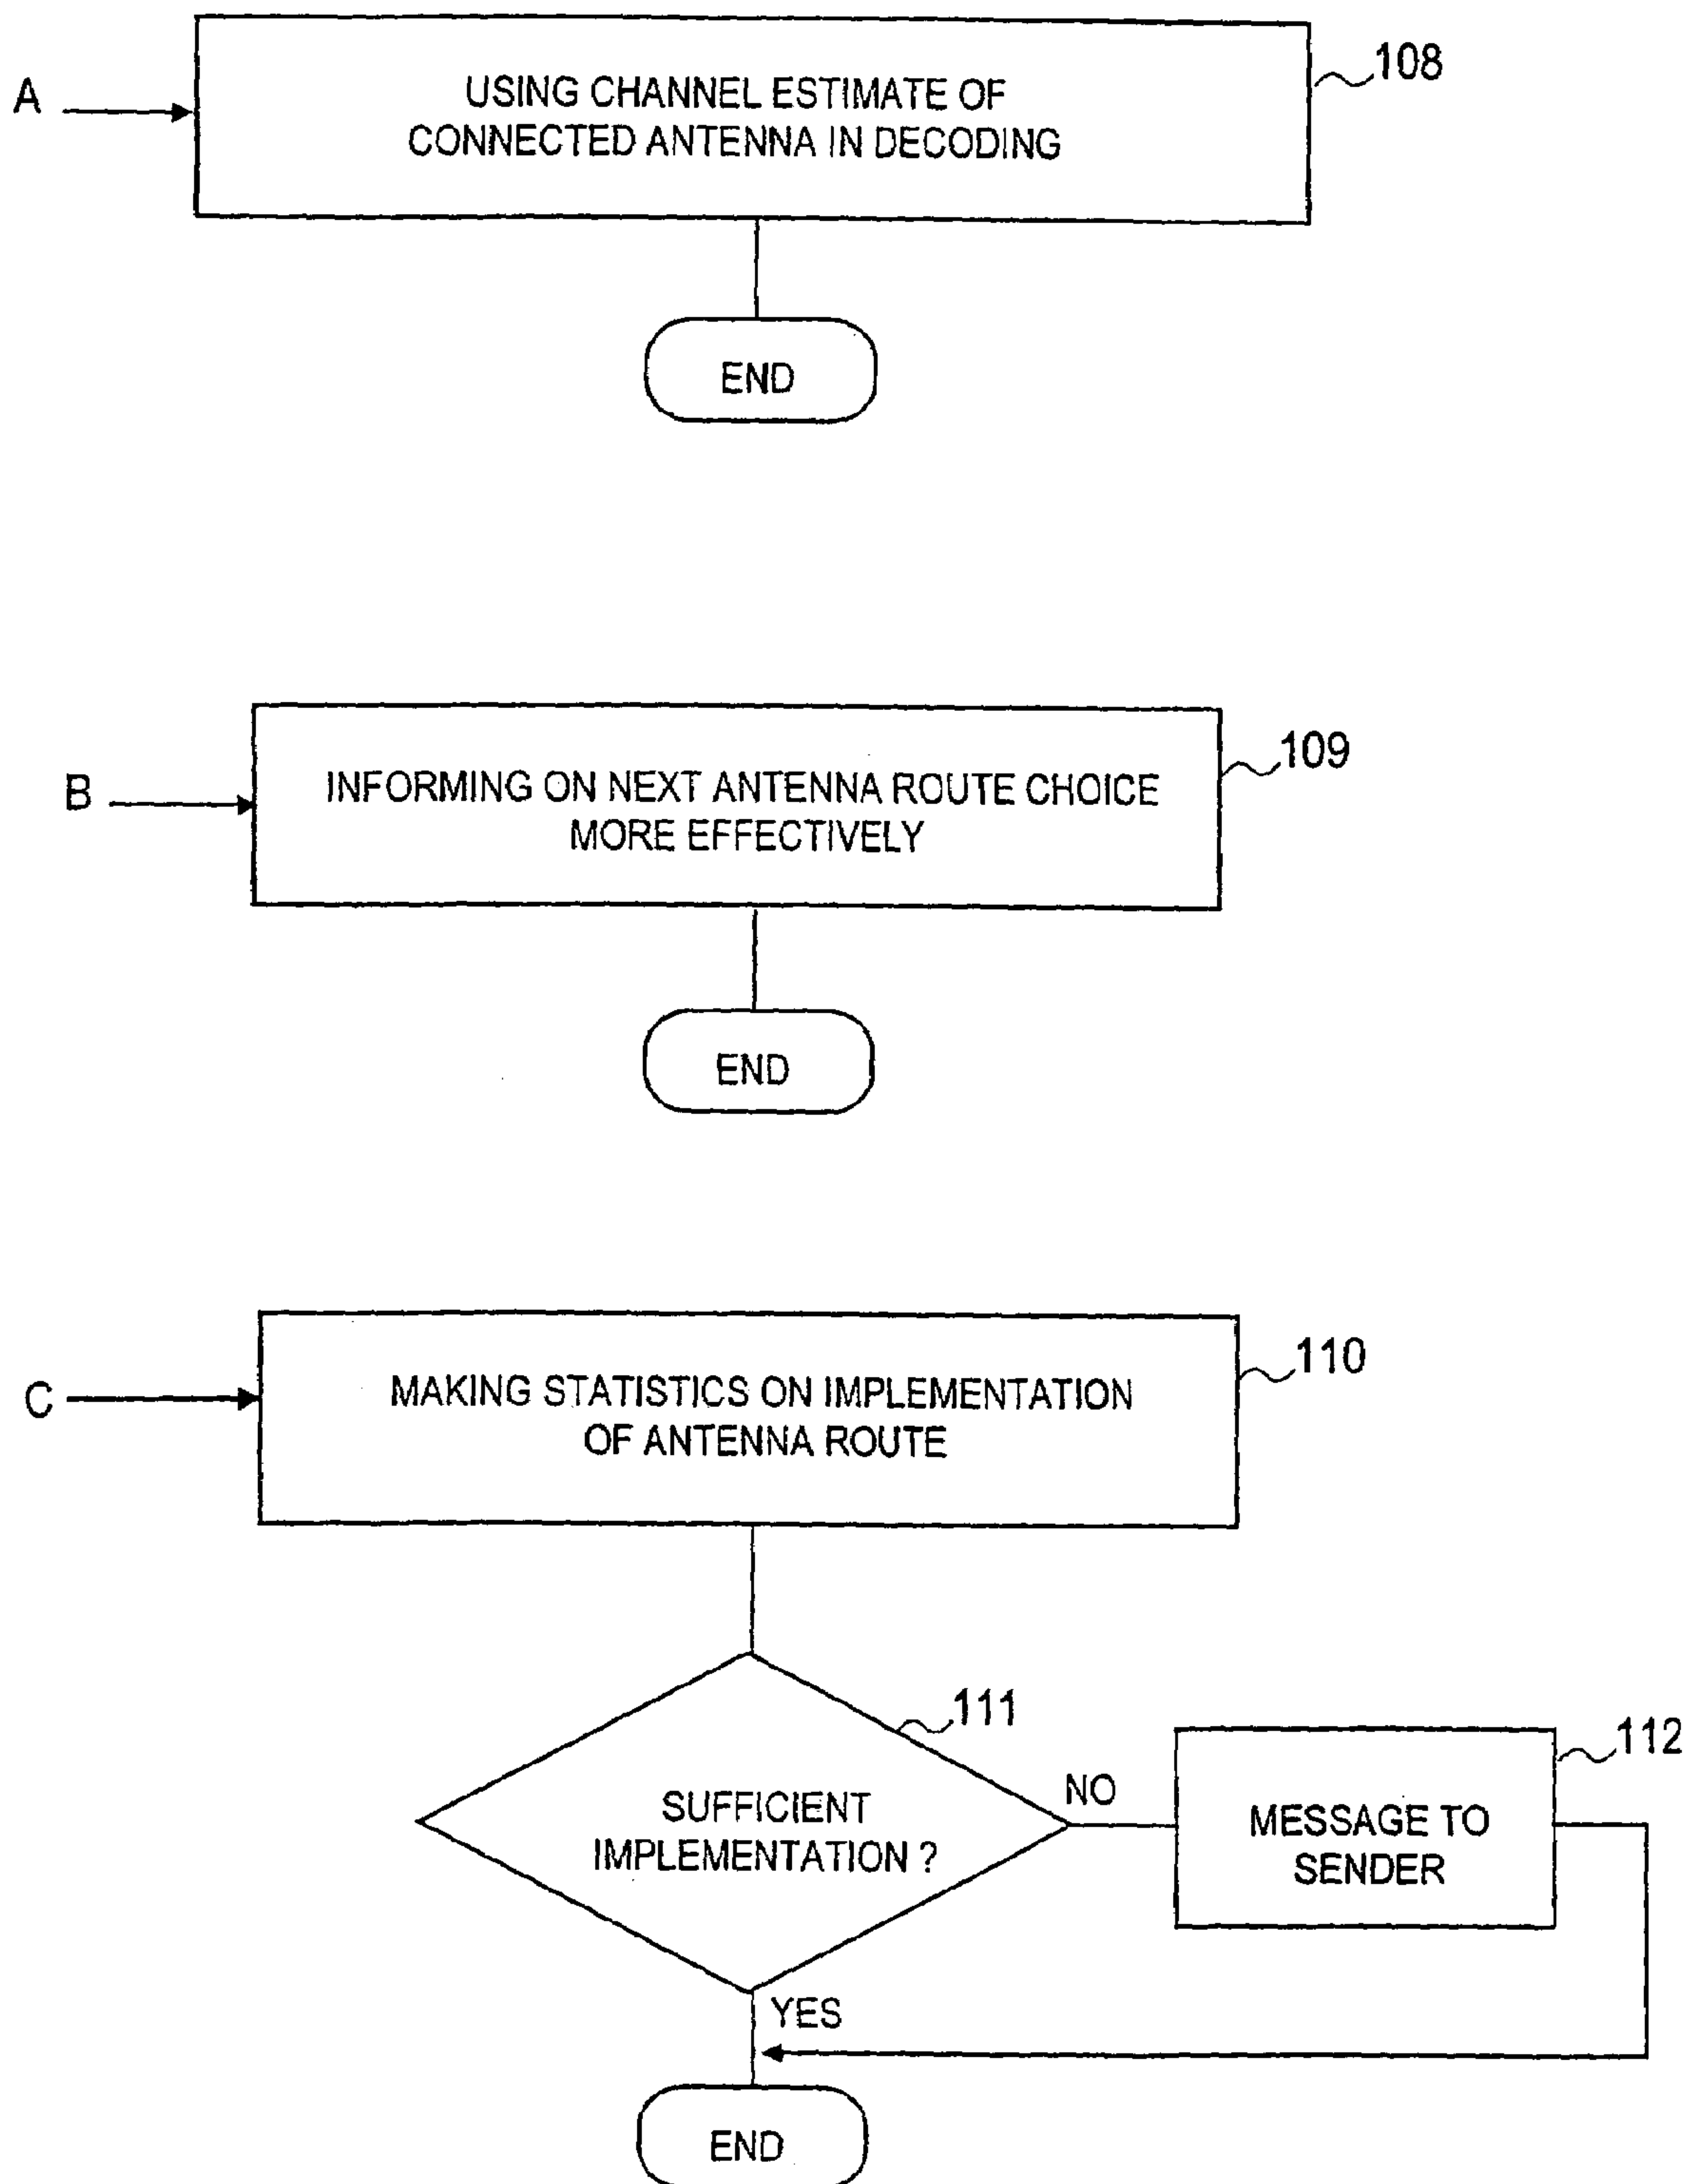 108
A
USING CHANNEL ESTIMATE OF
CONNECTED ANTENNA IN DECODING
END
109
B
INFORMING ON NEXT ANTENNA ROUTE CHOICE
MORE EFFECTIVELY
END
110
C
MAKING STATISTICS ON IMPLEMENTATION
OF ANTENNA ROUTE
111
SUFFICIENT
IMPLEMENTATION ?
NO
112
MESSAGE TO
SENDER
YES
END